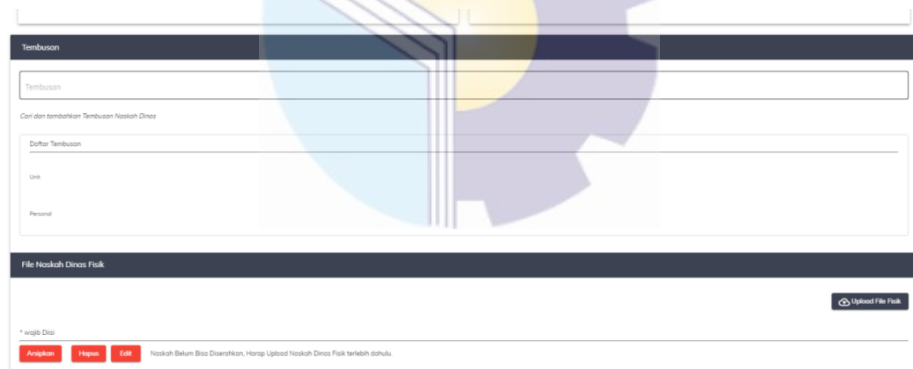 Tembusan
Tembusan
Cari dan tambahkan Tembusan Naskah Dinas
Daftar Tembusan
Unit
Personal
File Naskah Dinas Fisik
Upload File Fisik
* wajib Diisi
Arsipkan Hapus Edit Naskah Belum Bisa Diserahkan, Harap Upload Naskah Dinas Fisik terlebih dahulu.